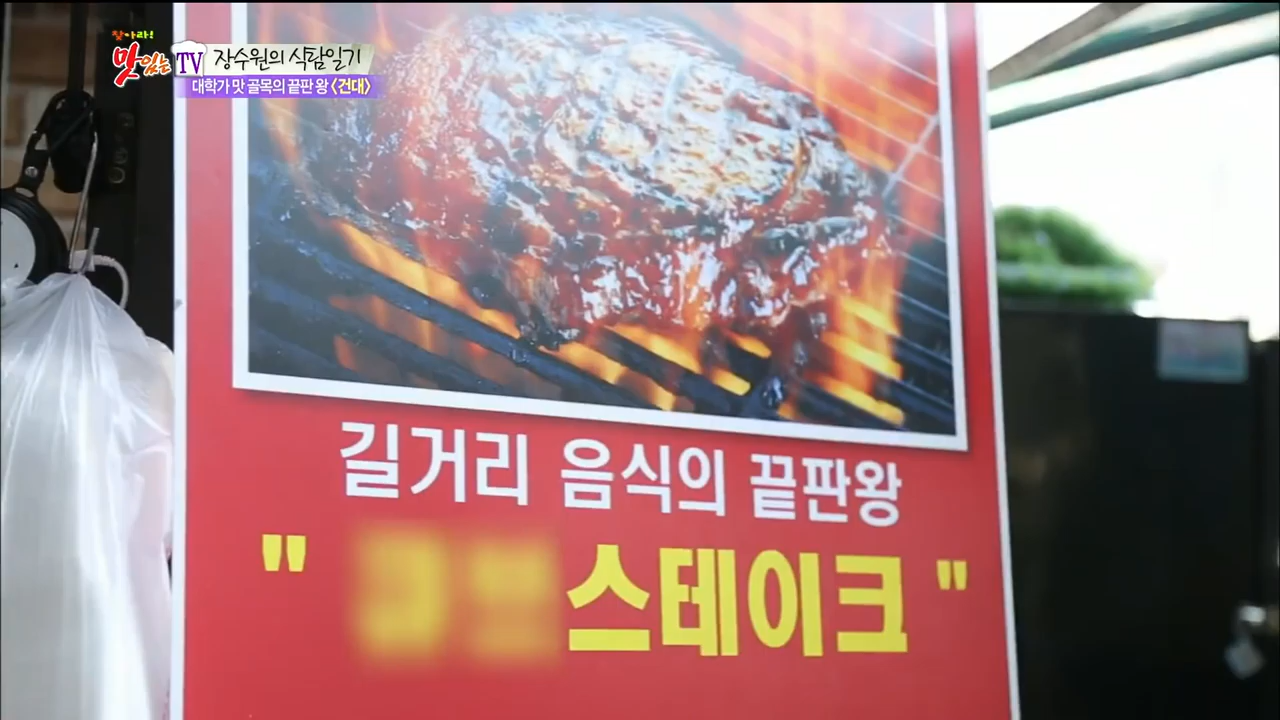 찾아라!
맛있는 TV 장수원의 식탐일기
대학가 맛 골목의 끝판 왕 <건대>
길거리 음식의 끝판왕
" 스테이크 "